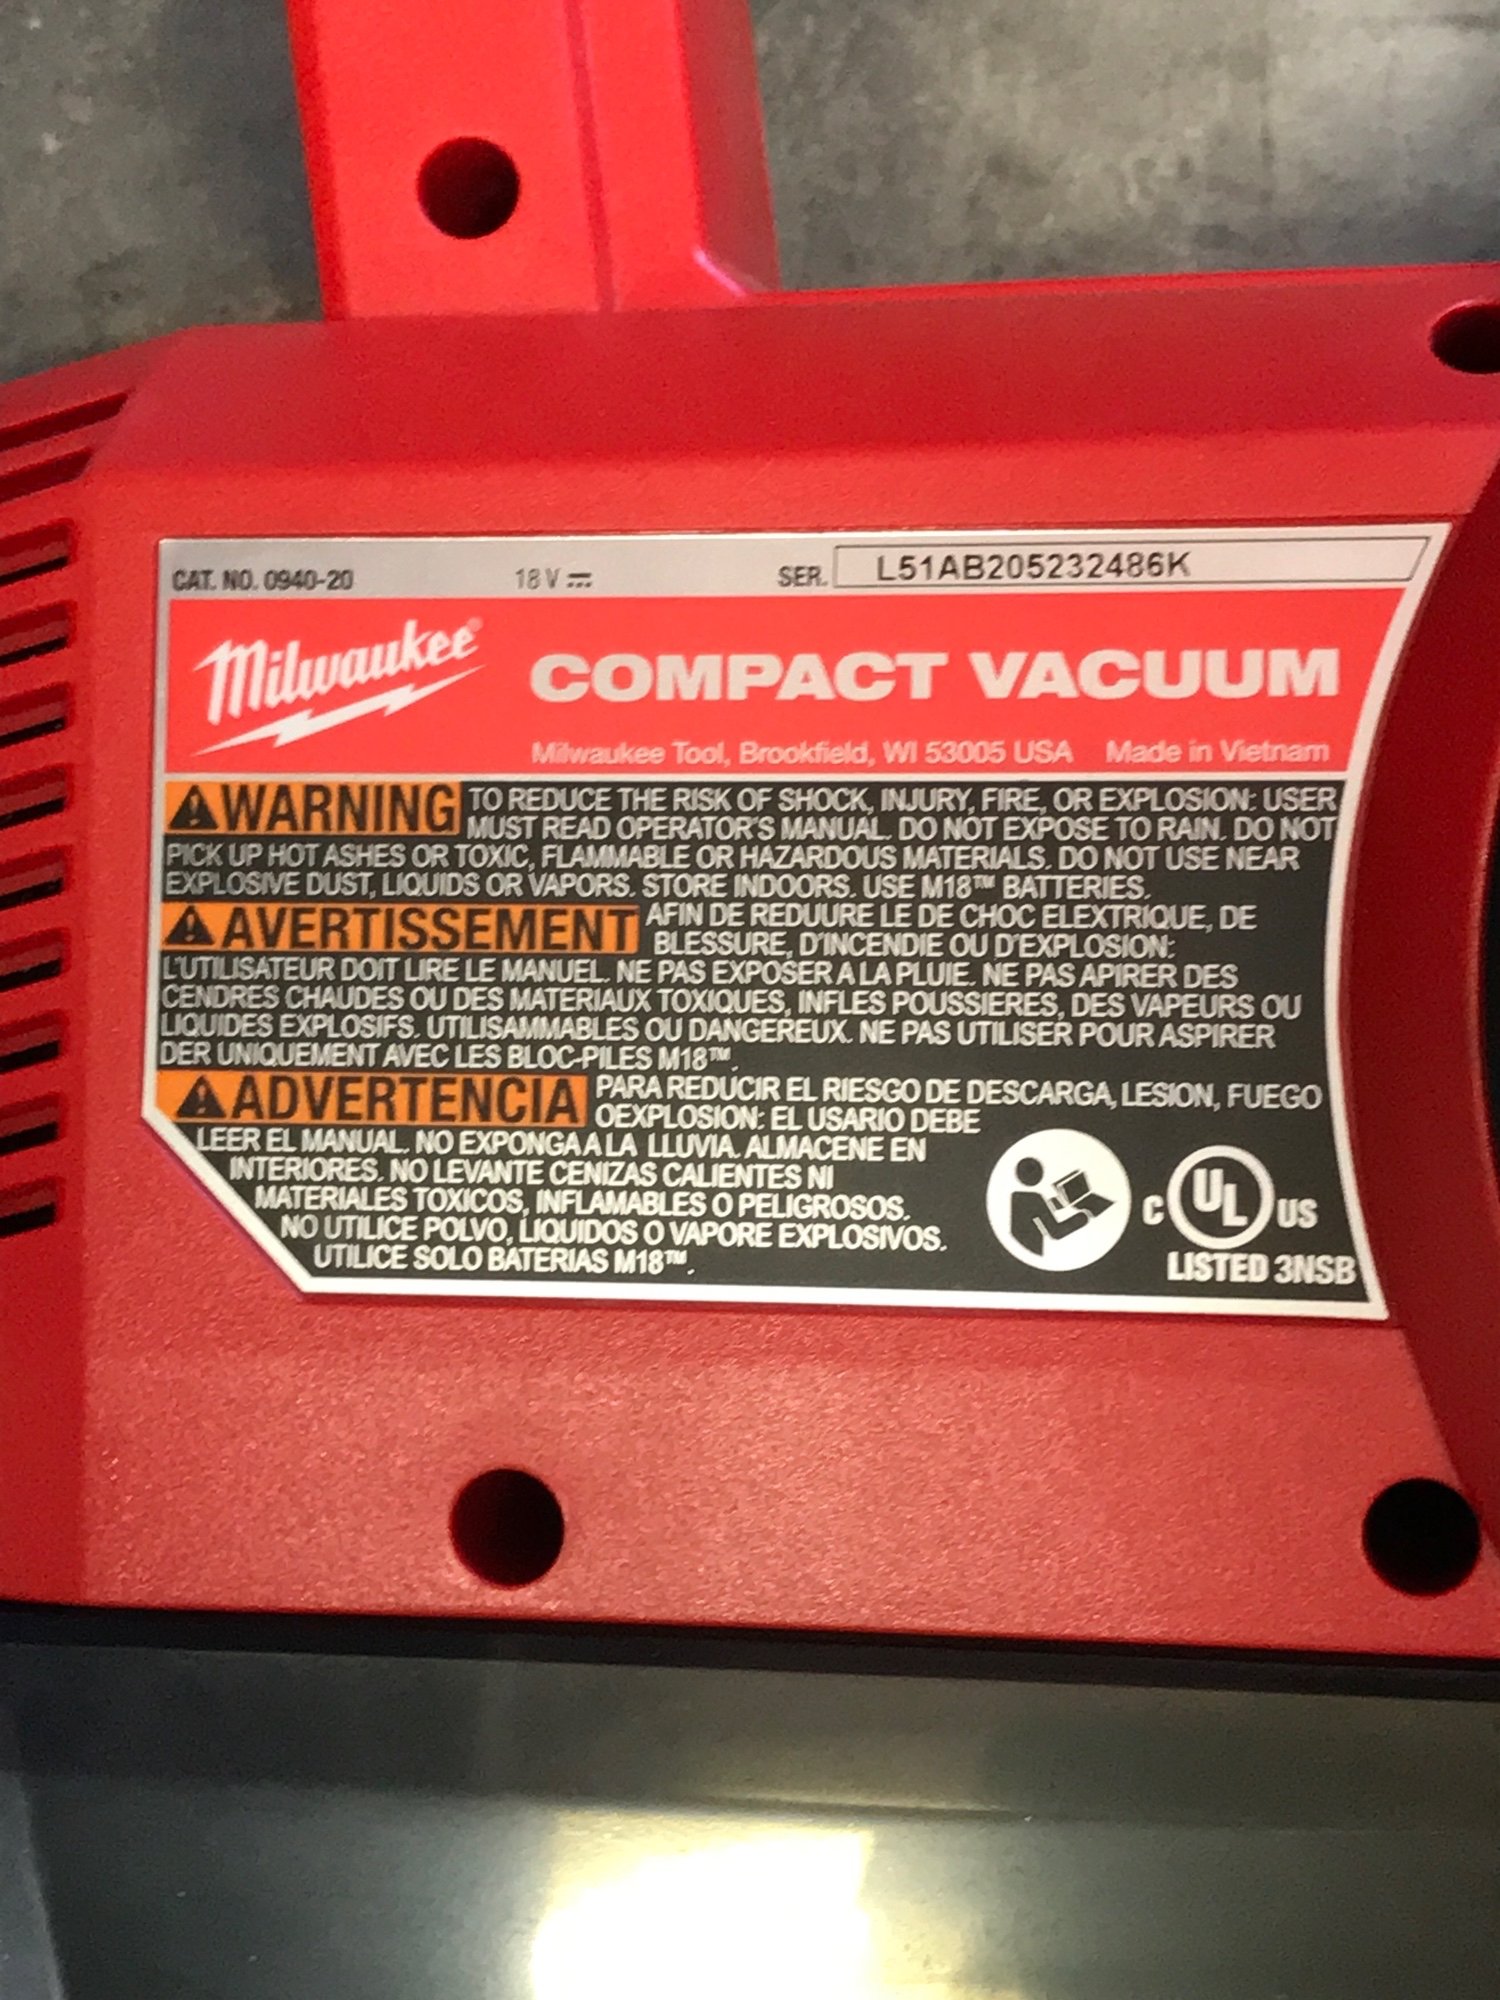 CAT. NO. 0940-20 18 V SER. L51AB205232486K
Milwaukee® COMPACT VACUUM
Milwaukee Tool, Brookfield, WI 53005 USA Made in Vietnam
WARNING TO REDUCE THE RISK OF SHOCK, INJURY, FIRE, OR EXPLOSION: USER
MUST READ OPERATOR'S MANUAL. DO NOT EXPOSE TO RAIN. DO NOT
PICK UP HOT ASHES OR TOXIC, FLAMMABLE OR HAZARDOUS MATERIALS. DO NOT USE NEAR
EXPLOSIVE DUST, LIQUIDS OR VAPORS. STORE INDOORS. USE M18™ BATTERIES.
AVERTISSEMENT AFIN DE REDUURE LE DE CHOC ELEXTRIQUE, DE
BLESSURE, D'INCENDIE OU D'EXPLOSION:
L'UTILISATEUR DOIT LIRE LE MANUEL. NE PAS EXPOSER A LA PLUIE. NE PAS APIRER DES
CENDRES CHAUDES OU DES MATERIAUX TOXIQUES, INFLES POUSSIERES, DES VAPEURS OU
LIQUIDES EXPLOSIFS. UTILISAMMABLES OU DANGEREUX. NE PAS UTILISER POUR ASPIRER
DER UNIQUEMENT AVEC LES BLOC-PILES M18™.
ADVERTENCIA PARA REDUCIR EL RIESGO DE DESCARGA, LESION, FUEGO
OEXPLOSION: EL USARIO DEBE
LEER EL MANUAL. NO EXPONGA A LA LLUVIA. ALMACENE EN
INTERIORES. NO LEVANTE CENIZAS CALIENTES NI
MATERIALES TOXICOS, INFLAMABLES O PELIGROSOS.
NO UTILICE POLVO, LIQUIDOS O VAPORE EXPLOSIVOS.
UTILICE SOLO BATERIAS M18™.
C UL US
LISTED 3NSB